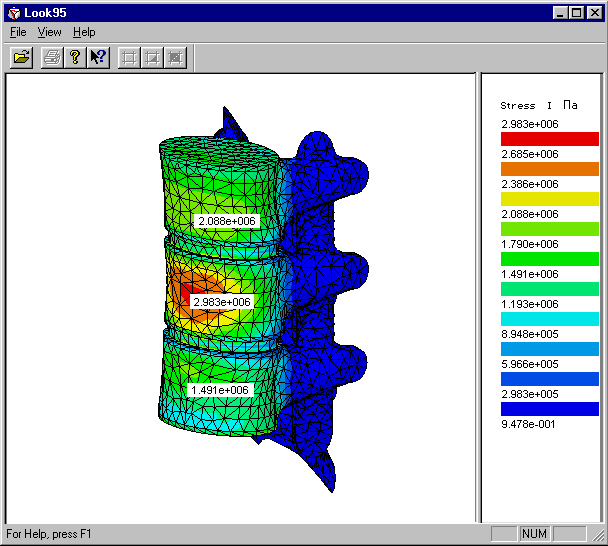 Look95
File View Help
Stress I Па
2.983e+006
2.685e+006
2.386e+006
2.088e+006
1.790e+006
1.491e+006
1.193e+006
8.948e+005
5.966e+005
2.983e+005
9.478e-001
2.088e+006
2.983e+006
1.491e+006
For Help, press F1
NUM